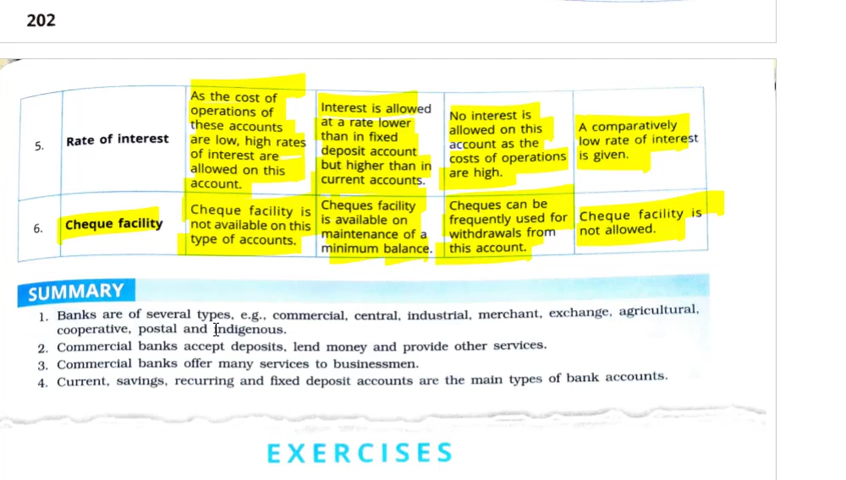 202
5.
Rate of interest
As the cost of
operations of
these accounts
are low, high rates
of interest are
allowed on this
account.
Interest is allowed
at a rate lower
than in fixed
deposit account
but higher than in
current accounts.
No interest is
allowed on this
account as the
costs of operations
are high.
A comparatively
low rate of interest
is given.
6.
Cheque facility
Cheque facility is
not available on this
type of accounts.
Cheques facility
is available on
maintenance of a
minimum balance.
Cheques can be
frequently used for
withdrawals from
this account.
Cheque facility is
not allowed.
SUMMARY
1. Banks are of several types, e.g., commercial, central, industrial, merchant, exchange, agricultural,
cooperative, postal and indigenous.
2. Commercial banks accept deposits, lend money and provide other services.
3. Commercial banks offer many services to businessmen.
4. Current, savings, recurring and fixed deposit accounts are the main types of bank accounts.
EXERCISES